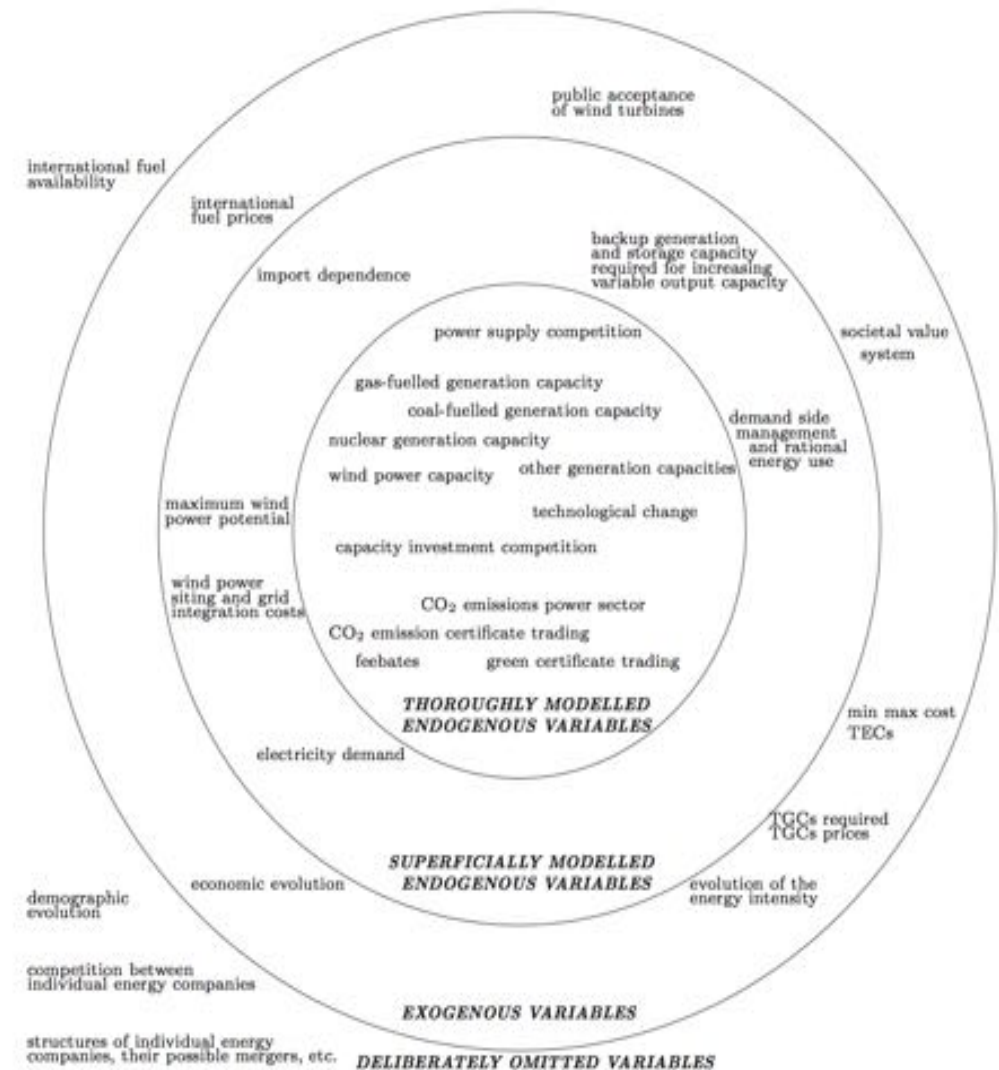 public acceptance
of wind turbines
international fuel
availability
international
fuel prices
backup generation
and storage capacity
required for increasing
variable output capacity
import dependence
power supply competition
societal value
system
gas-fuelled generation capacity
coal-fuelled generation capacity
demand side
management
and rational
energy use
nuclear generation capacity
other generation capacities
wind power capacity
maximum wind
power potential
technological change
capacity investment competition
wind power
siting and grid
integration costs
CO₂ emissions power sector
CO₂ emission certificate trading
feebates
green certificate trading
THOROUGHLY MODELLED
ENDOGENOUS VARIABLES
min max cost
TECs
electricity demand
TGCs required
TGCs prices
SUPERFICIALLY MODELLED
ENDOGENOUS VARIABLES
economic evolution
evolution of the
energy intensity
demographic
evolution
competition between
individual energy companies
EXOGENOUS VARIABLES
structures of individual energy
companies, their possible mergers, etc.
DELIBERATELY OMITTED VARIABLES